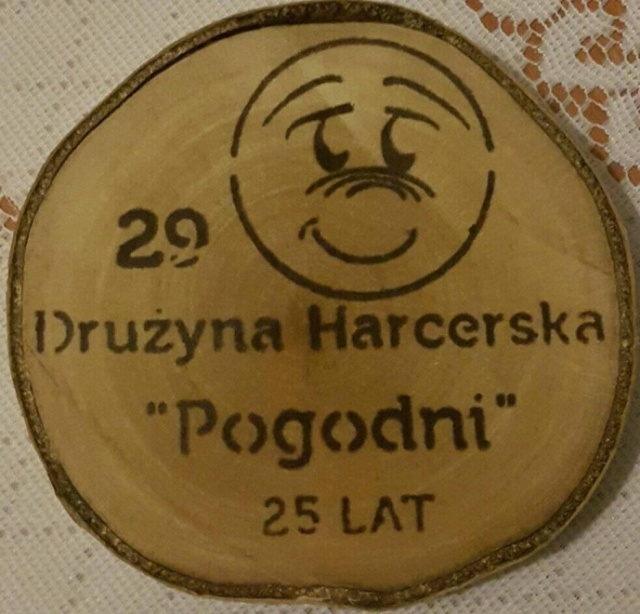 29
Drużyna Harcerska
"Pogodni"
25 LAT